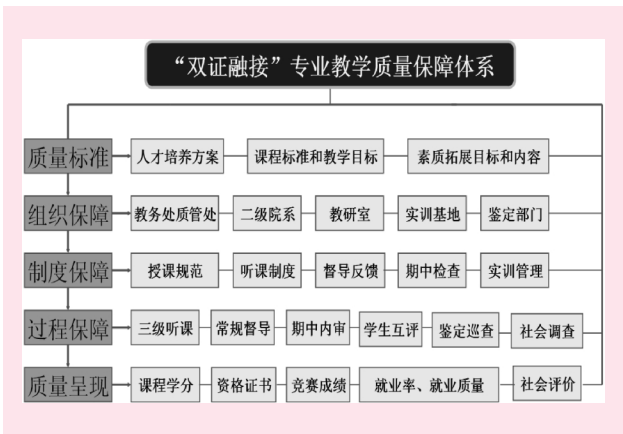 “双证融接”专业教学质量保障体系
质量标准 人才培养方案 课程标准和教学目标 素质拓展目标和内容
组织保障 教务处质管处 二级院系 教研室 实训基地 鉴定部门
制度保障 授课规范 听课制度 督导反馈 期中检查 实训管理
过程保障 三级听课 常规督导 期中内审 学生互评 鉴定巡查 社会调查
质量呈现 课程学分 资格证书 竞赛成绩 就业率、就业质量 社会评价